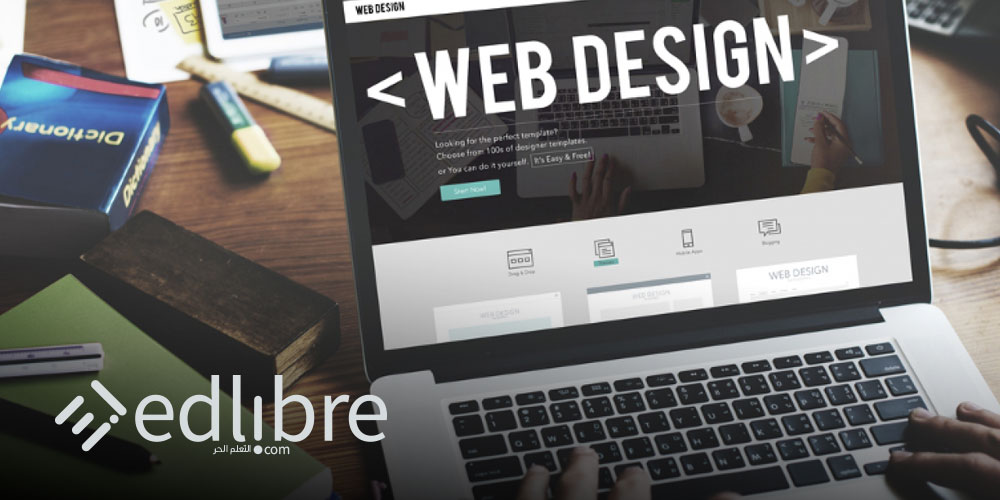 WEB DESIGN
< WEB DESIGN >
Looking for the perfect template?
Choose from 100s of designer templates.
or You can do it yourself. It's Easy & Free!
Start Now!
Drag & Drop
Mobile Apps
Blogging
WEB DESIGN
WEB DESIGN
WEB DESIGN
Dictionary
Dictionary
edlibre
التعلم الحر .com